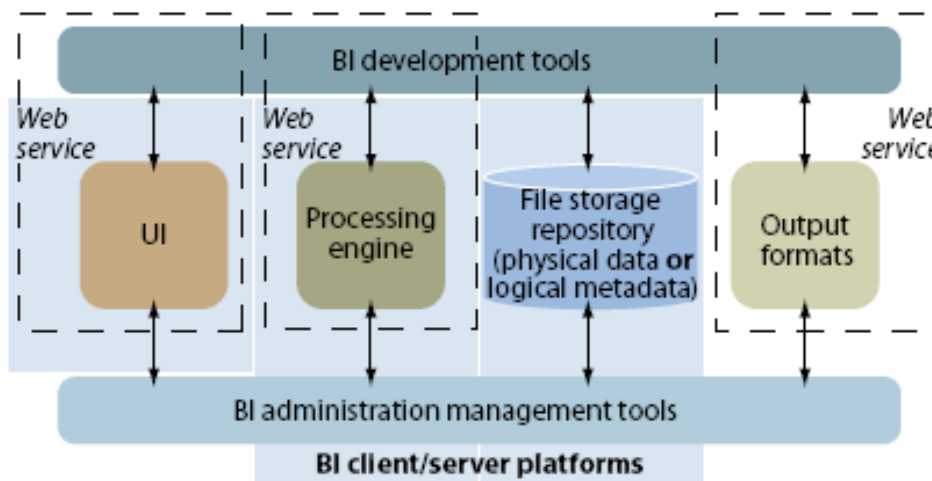 BI development tools
Web
service
Web
service
Web
service
UI
Processing
engine
File storage
repository
(physical data or
logical metadata)
Output
formats
BI administration management tools
BI client/server platforms